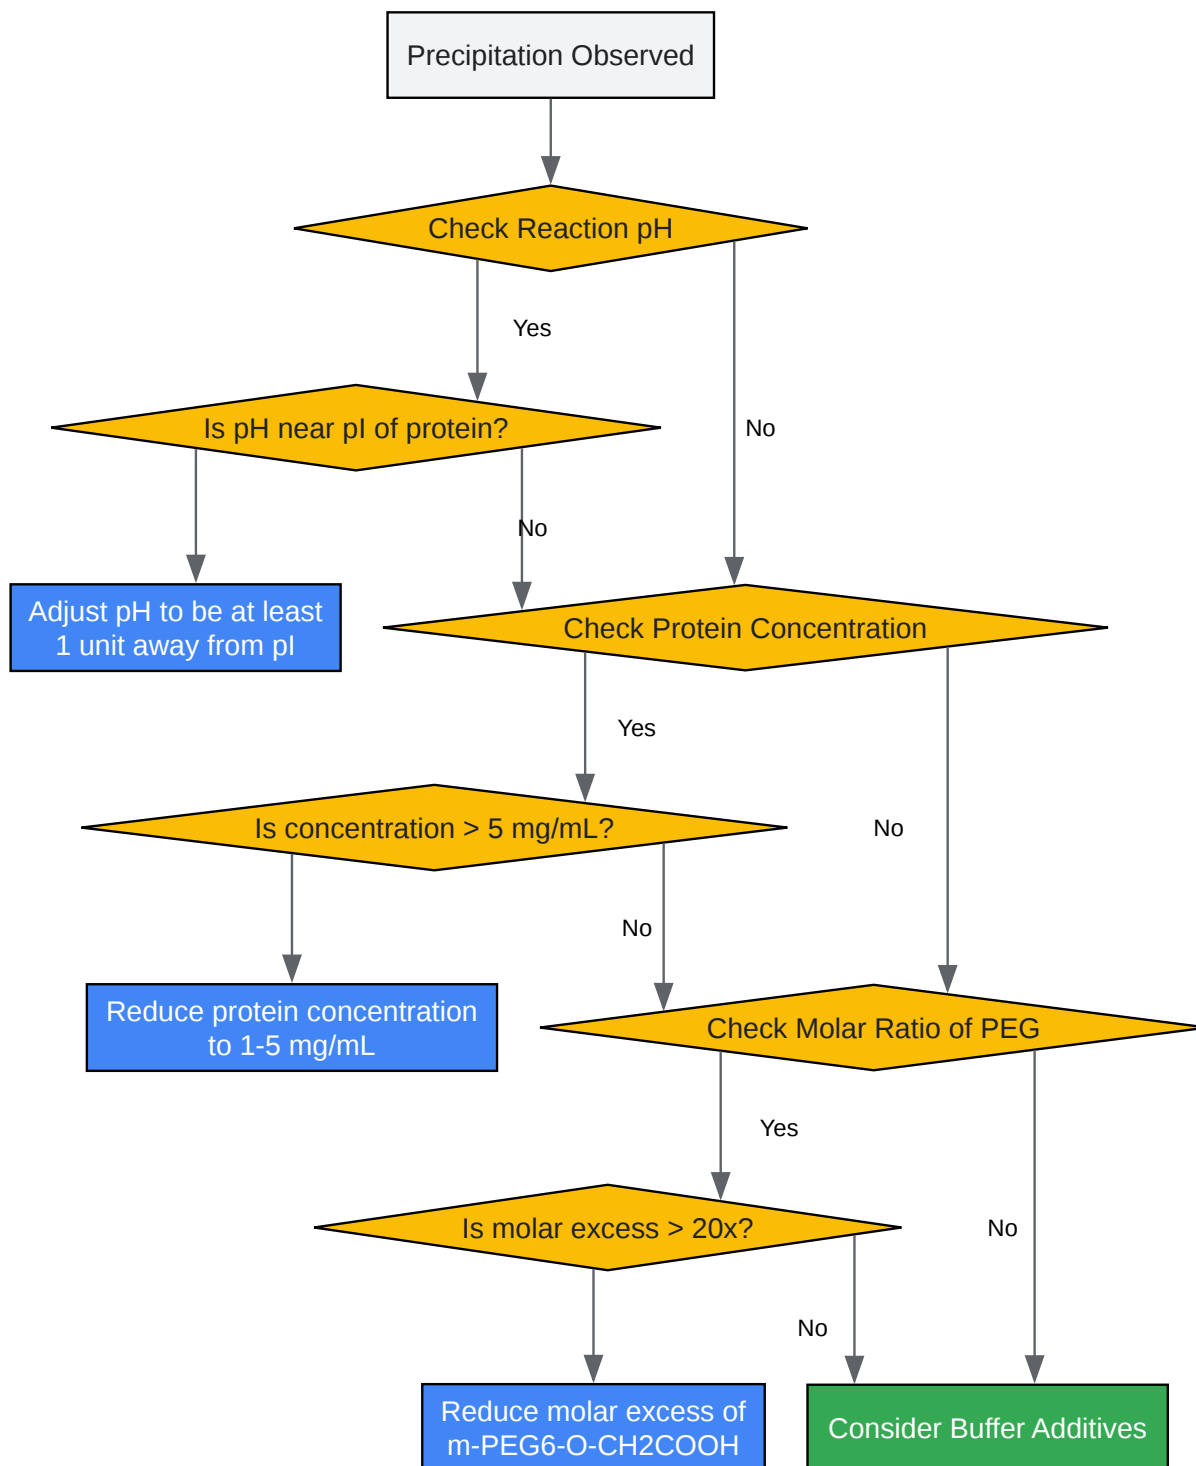 Precipitation Observed
Check Reaction pH
Yes
Is pH near pI of protein?
No
No
Adjust pH to be at least
1 unit away from pI
Check Protein Concentration
Yes
Is concentration > 5 mg/mL?
No
No
Reduce protein concentration
to 1-5 mg/mL
Check Molar Ratio of PEG
Yes
Is molar excess > 20x?
No
No
Reduce molar excess of
m-PEG6-O-CH2COOH
Consider Buffer Additives